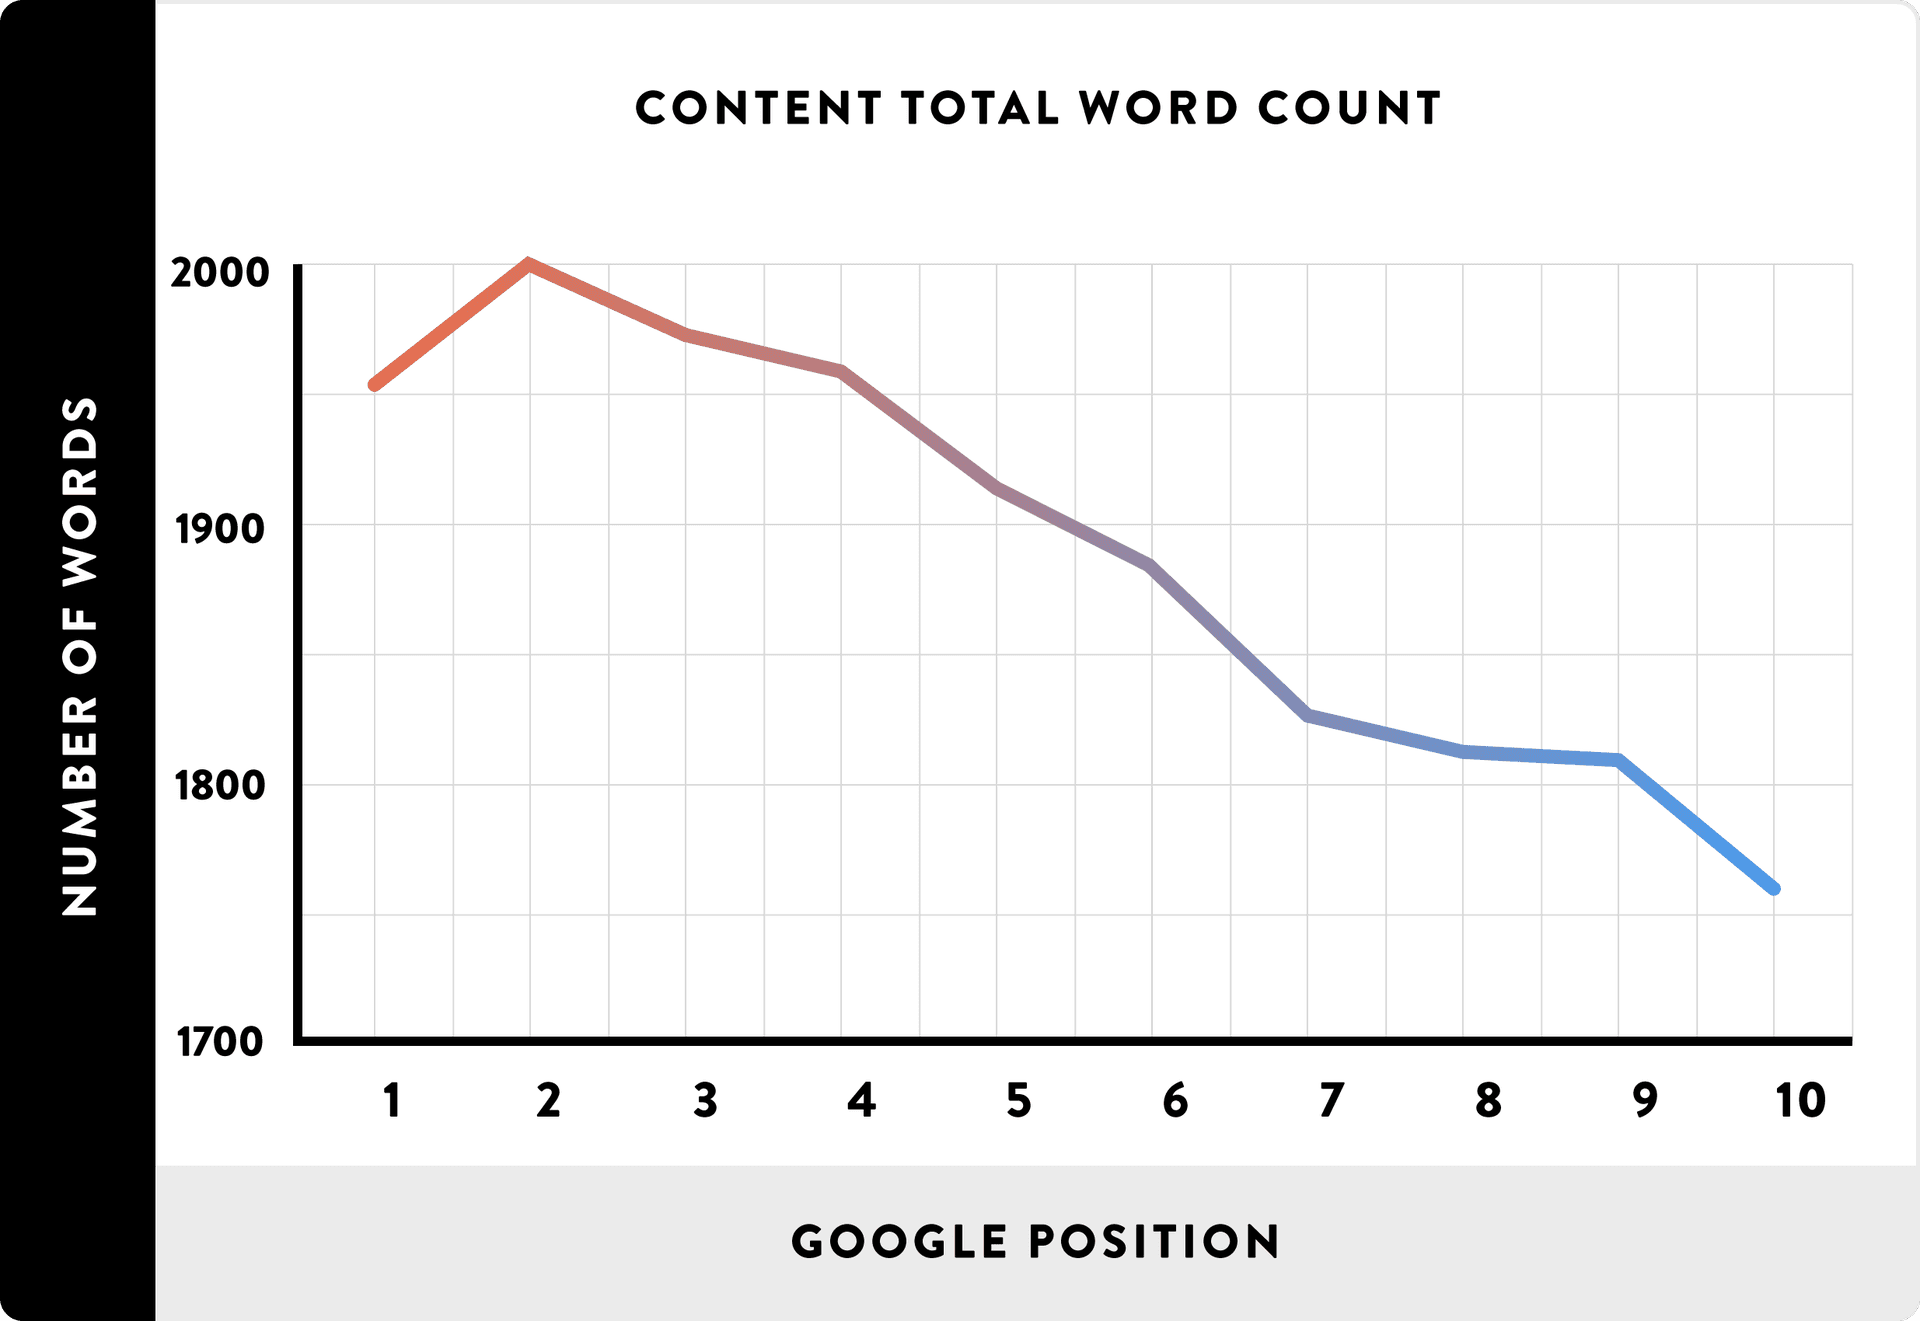 CONTENT TOTAL WORD COUNT
NUMBER OF WORDS
2000
1900
1800
1700
1 2 3 4 5 6 7 8 9 10
GOOGLE POSITION